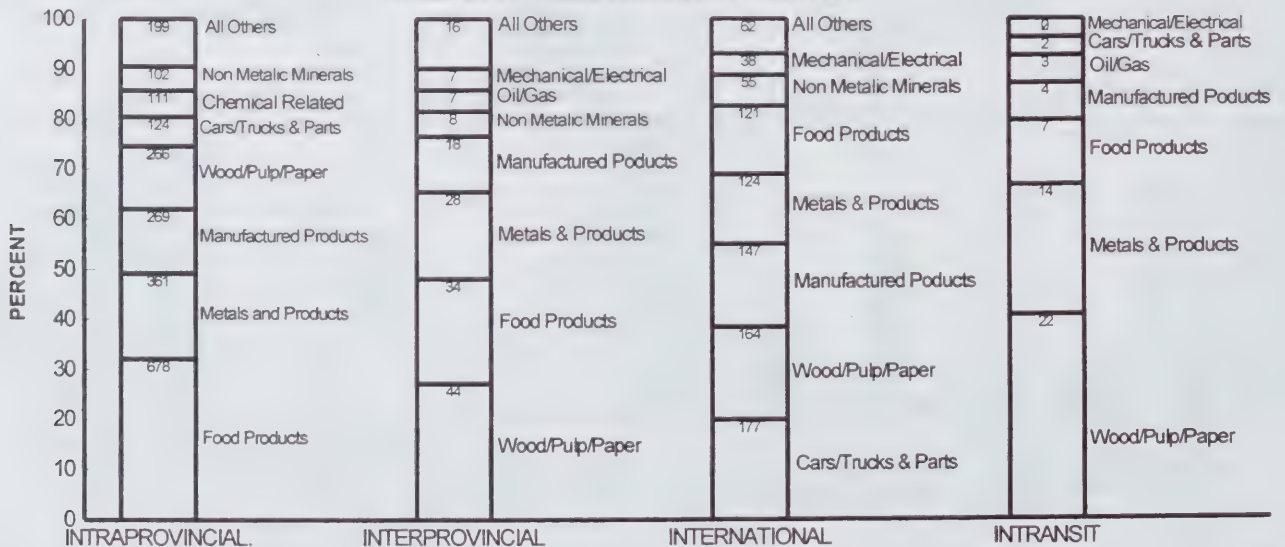 PERCENT
100
90
80
70
60
50
40
30
20
10
0
199 All Others
102 Non Metalic Minerals
111 Chemical Related
124 Cars/Trucks & Parts
266 Wood/Pulp/Paper
269 Manufactured Products
361 Metals and Products
678 Food Products
INTRAPROVINCIAL.
16 All Others
7 Mechanical/Electrical
7 Oil/Gas
8 Non Metalic Minerals
18 Manufactured Poducts
28 Metals & Products
34 Food Products
44 Wood/Pulp/Paper
INTERPROVINCIAL
62 All Others
38 Mechanical/Electrical
55 Non Metalic Minerals
121 Food Products
124 Metals & Products
147 Manufactured Poducts
164 Wood/Pulp/Paper
177 Cars/Trucks & Parts
INTERNATIONAL
Mechanical/Electrical
2 Cars/Trucks & Parts
3 Oil/Gas
4 Manufactured Poducts
7 Food Products
14 Metals & Products
22 Wood/Pulp/Paper
INTRANSIT